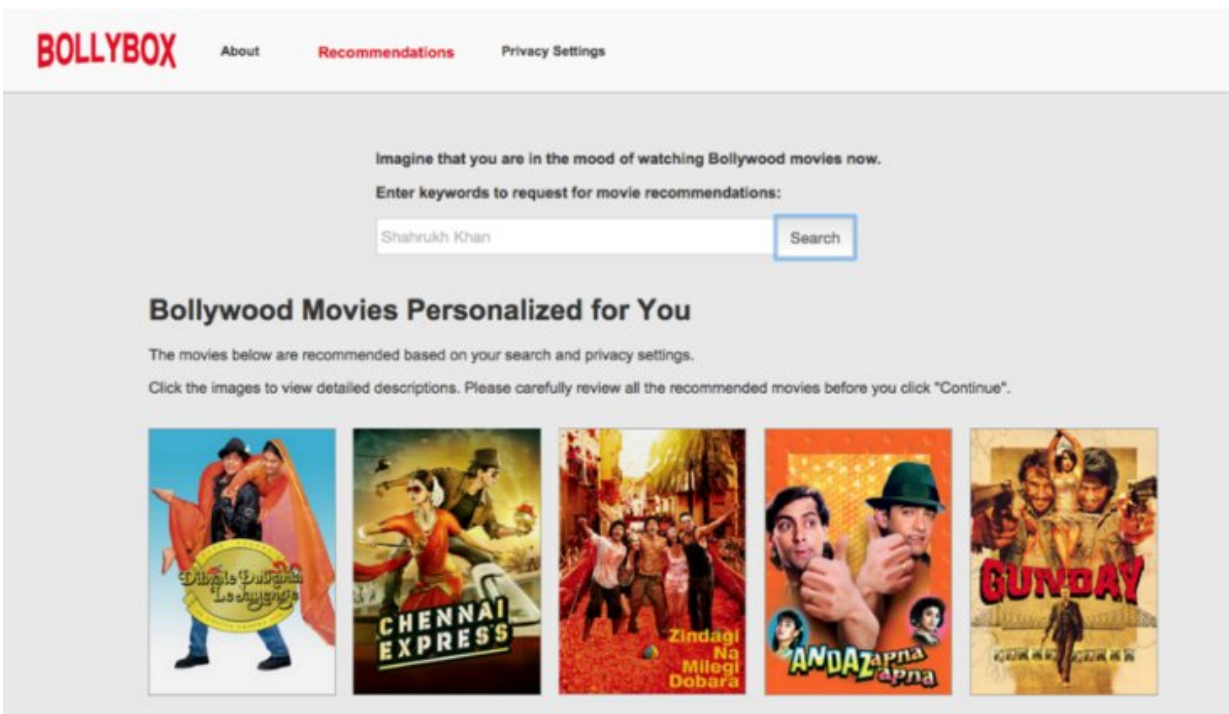 BOLLYBOX About Recommendations Privacy Settings
Imagine that you are in the mood of watching Bollywood movies now.
Enter keywords to request for movie recommendations:
Shahrukh Khan Search
Bollywood Movies Personalized for You
The movies below are recommended based on your search and privacy settings.
Click the images to view detailed descriptions. Please carefully review all the recommended movies before you click "Continue".
Dilwale Dulhania
Le Jayenge
CHENNAI
EXPRESS
Zindagi
Na
Milegi
Dobara
ANDAZ apna
apna
GUNDAY